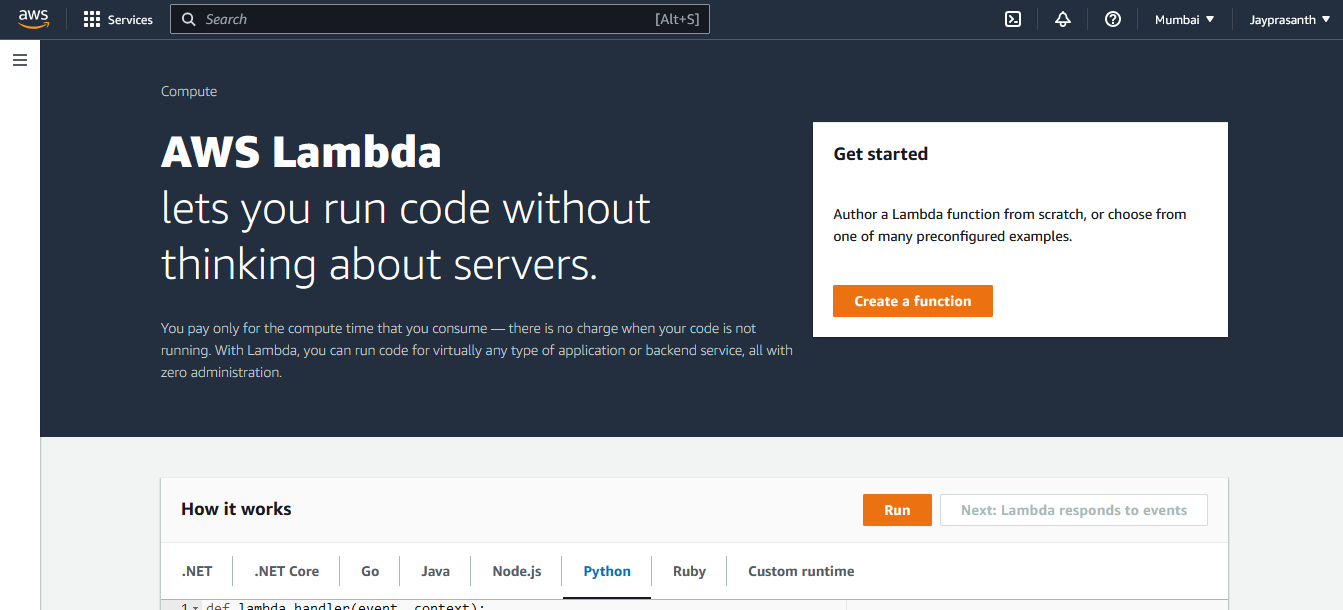 aws
Services
Search
[Alt+S]
Mumbai
Jayprasanth
Compute
AWS Lambda
lets you run code without
thinking about servers.
You pay only for the compute time that you consume — there is no charge when your code is not
running. With Lambda, you can run code for virtually any type of application or backend service, all with
zero administration.
Get started
Author a Lambda function from scratch, or choose from
one of many preconfigured examples.
Create a function
How it works
Run
Next: Lambda responds to events
.NET
.NET Core
Go
Java
Node.js
Python
Ruby
Custom runtime
1 def lambda_handler(event, context):